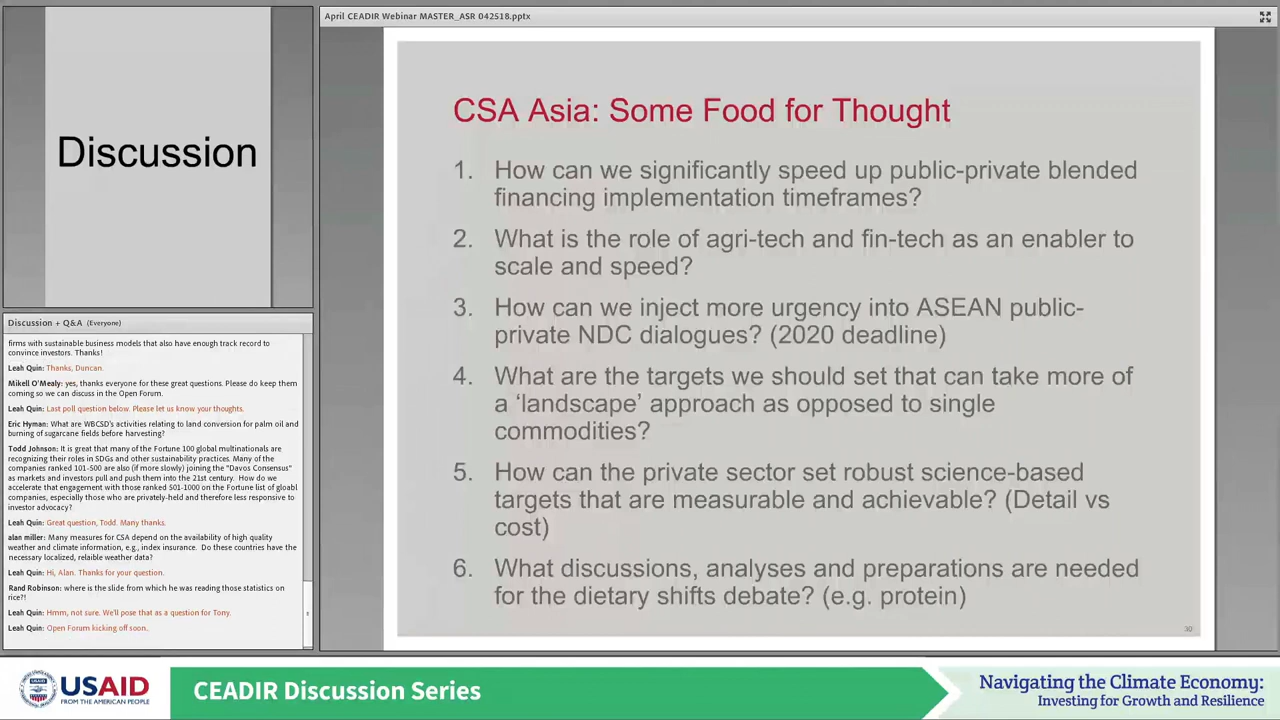 April CEADIR Webinar MASTER_ASR 042518.pptx
Discussion
Discussion + Q&A (Everyone)
firms with sustainable business models that also have enough track record to
convince investors. Thanks!
Leah Quin: Thanks, Duncan.
Mikell O'Mealy: yes, thanks everyone for these great questions. Please do keep them
coming so we can discuss in the Open Forum.
Leah Quin: Last poll question below. Please let us know your thoughts.
Eric Hyman: What are WBCSD's activities relating to land conversion for palm oil and
burning of sugarcane fields before harvesting?
Todd Johnson: It is great that many of the Fortune 100 global multinationals are
recognizing their roles in SDGs and other sustainability practices. Many of the
companies ranked 101-500 are also (if more slowly) joining the "Davos Consensus"
as markets and investors pull and push them into the 21st century. How do we
accelerate that engagement with those ranked 501-1000 on the Fortune list of gloabl
companies, especially those who are privately-held and therefore less responsive to
investor advocacy?
Leah Quin: Great question, Todd. Many thanks.
alan miller: Many measures for CSA depend on the availability of high quality
weather and climate information, e.g., index insurance. Do these countries have the
necessary localized, relaible weather data?
Leah Quin: Hi, Alan. Thanks for your question.
Rand Robinson: where is the slide from which he was reading those statistics on
rice?!
Leah Quin: Hmm, not sure. We'll pose that as a question for Tony.
Leah Quin: Open Forum kicking off soon..
CSA Asia: Some Food for Thought
1. How can we significantly speed up public-private blended
financing implementation timeframes?
2. What is the role of agri-tech and fin-tech as an enabler to
scale and speed?
3. How can we inject more urgency into ASEAN public-
private NDC dialogues? (2020 deadline)
4. What are the targets we should set that can take more of
a ‘landscape’ approach as opposed to single
commodities?
5. How can the private sector set robust science-based
targets that are measurable and achievable? (Detail vs
cost)
6. What discussions, analyses and preparations are needed
for the dietary shifts debate? (e.g. protein)
30
USAID
FROM THE AMERICAN PEOPLE
CEADIR Discussion Series
Navigating the Climate Economy:
Investing for Growth and Resilience